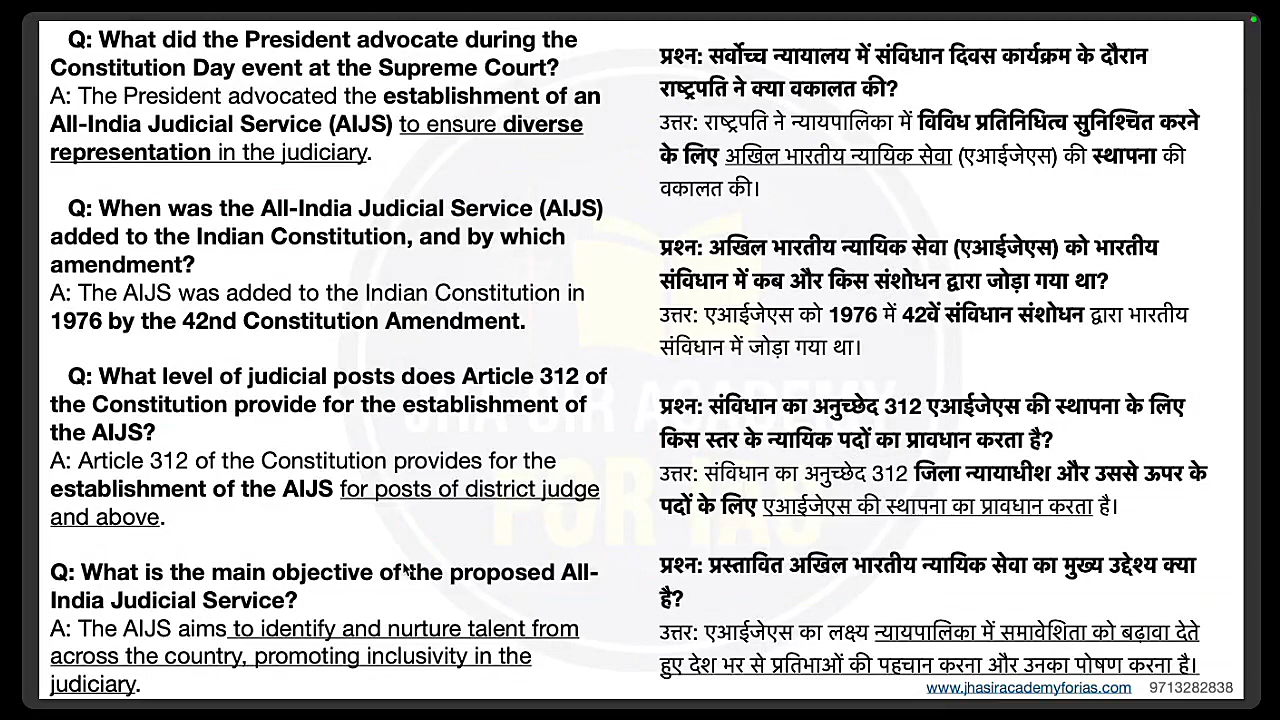 Q: What did the President advocate during the
Constitution Day event at the Supreme Court?
A: The President advocated the establishment of an
All-India Judicial Service (AIJS) to ensure diverse
representation in the judiciary.
Q: When was the All-India Judicial Service (AIJS)
added to the Indian Constitution, and by which
amendment?
A: The AIJS was added to the Indian Constitution in
1976 by the 42nd Constitution Amendment.
Q: What level of judicial posts does Article 312 of
the Constitution provide for the establishment of
the AIJS?
A: Article 312 of the Constitution provides for the
establishment of the AIJS for posts of district judge
and above.
Q: What is the main objective of the proposed All-
India Judicial Service?
A: The AIJS aims to identify and nurture talent from
across the country, promoting inclusivity in the
judiciary.
प्रश्न: सर्वोच्च न्यायालय में संविधान दिवस कार्यक्रम के दौरान
राष्ट्रपति ने क्या वकालत की?
उत्तर: राष्ट्रपति ने न्यायपालिका में विविध प्रतिनिधित्व सुनिश्चित करने
के लिए अखिल भारतीय न्यायिक सेवा (एआईजेएस) की स्थापना की
वकालत की।
प्रश्न: अखिल भारतीय न्यायिक सेवा (एआईजेएस) को भारतीय
संविधान में कब और किस संशोधन द्वारा जोड़ा गया था?
उत्तर: एआईजेएस को 1976 में 42वें संविधान संशोधन द्वारा भारतीय
संविधान में जोड़ा गया था।
प्रश्न: संविधान का अनुच्छेद 312 एआईजेएस की स्थापना के लिए
किस स्तर के न्यायिक पदों का प्रावधान करता है?
उत्तर: संविधान का अनुच्छेद 312 जिला न्यायाधीश और उससे ऊपर के
पदों के लिए एआईजेएस की स्थापना का प्रावधान करता है।
प्रश्न: प्रस्तावित अखिल भारतीय न्यायिक सेवा का मुख्य उद्देश्य क्या
है?
उत्तर: एआईजेएस का लक्ष्य न्यायपालिका में समावेशिता को बढ़ावा देते
हुए देश भर से प्रतिभाओं की पहचान करना और उनका पोषण करना है।
www.jhasiracademyforias.com 9713282838
JHA SIR ACADEMY
FOR IAS